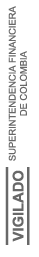 VIGILADO
SUPERINTENDENCIA FINANCIERA
DE COLOMBIA